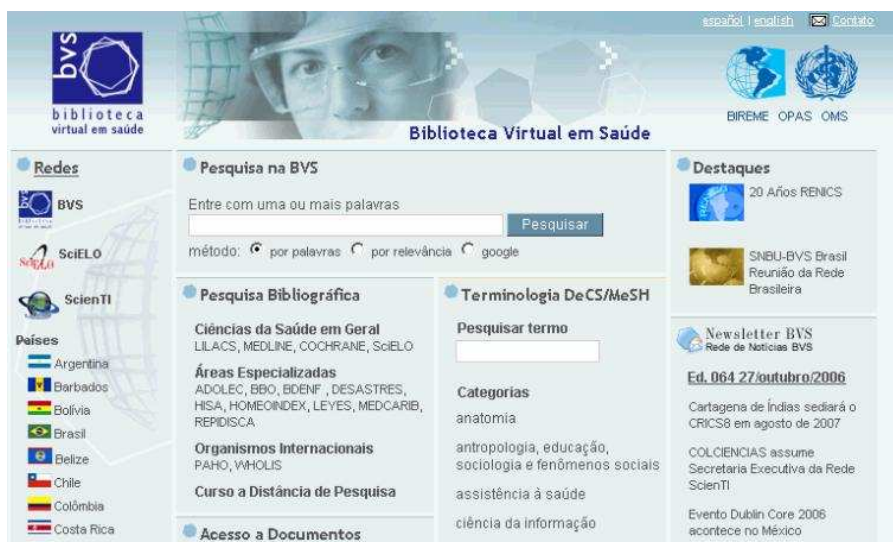 español | english Contato
bvs
biblioteca
virtual em saúde
Biblioteca Virtual em Saúde
BIREME OPAS OMS
Redes
BVS
SciELO
ScienTI
Países
Argentina
Barbados
Bolívia
Brasil
Belize
Chile
Colômbia
Costa Rica
Pesquisa na BVS
Entre com uma ou mais palavras
Pesquisar
método: por palavras por relevância google
Pesquisa Bibliográfica
Ciências da Saúde em Geral
LILACS, MEDLINE, COCHRANE, SciELO
Áreas Especializadas
ADOLEC, BBO, BDENF , DESASTRES,
HISA, HOMEOINDEX, LEYES, MEDCARIB,
REPIDISCA
Organismos Internacionais
PAHO, WHOLIS
Curso a Distância de Pesquisa
Acesso a Documentos
Terminologia DeCS/MeSH
Pesquisar termo
Categorias
anatomia
antropologia, educação,
sociologia e fenômenos sociais
assistência à saúde
ciência da informação
Destaques
20 Años RENICS
SNBU-BVS Brasil
Reunião da Rede
Brasileira
Newsletter BVS
Rede de Noticias BVS
Ed. 064 27/outubro/2006
Cartagena de Índias sediará o
CRICS8 em agosto de 2007
COLCIENCIAS assume
Secretaria Executiva da Rede
ScienTI
Evento Dublin Core 2006
acontece no México